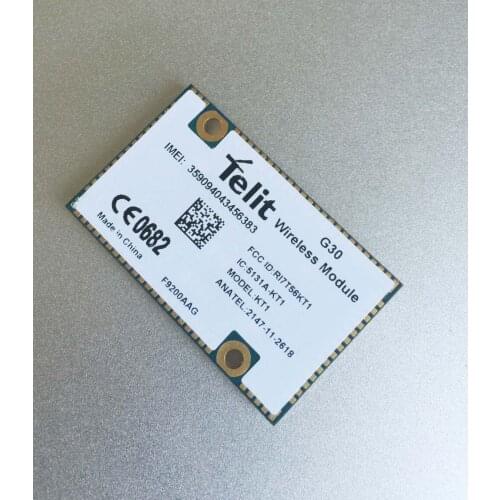 Telit
G30
Wireless Module
IMEI: 359094043456383
FCC ID:RI7T56KT1
IC:5131A-KT1
MODEL:KT1
ANATEL:2147-11-2618
CE0682
Made in China
F9200AAG